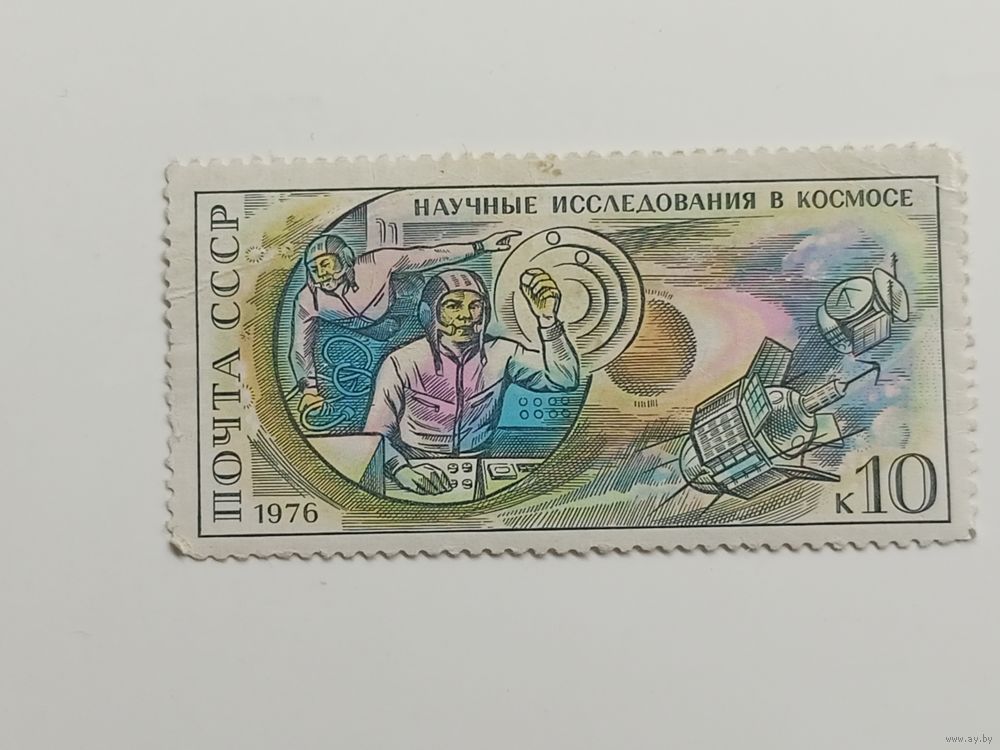 НАУЧНЫЕ ИССЛЕДОВАНИЯ В КОСМОСЕ
ПОЧТА СССР
1976
К10
www.ay.by